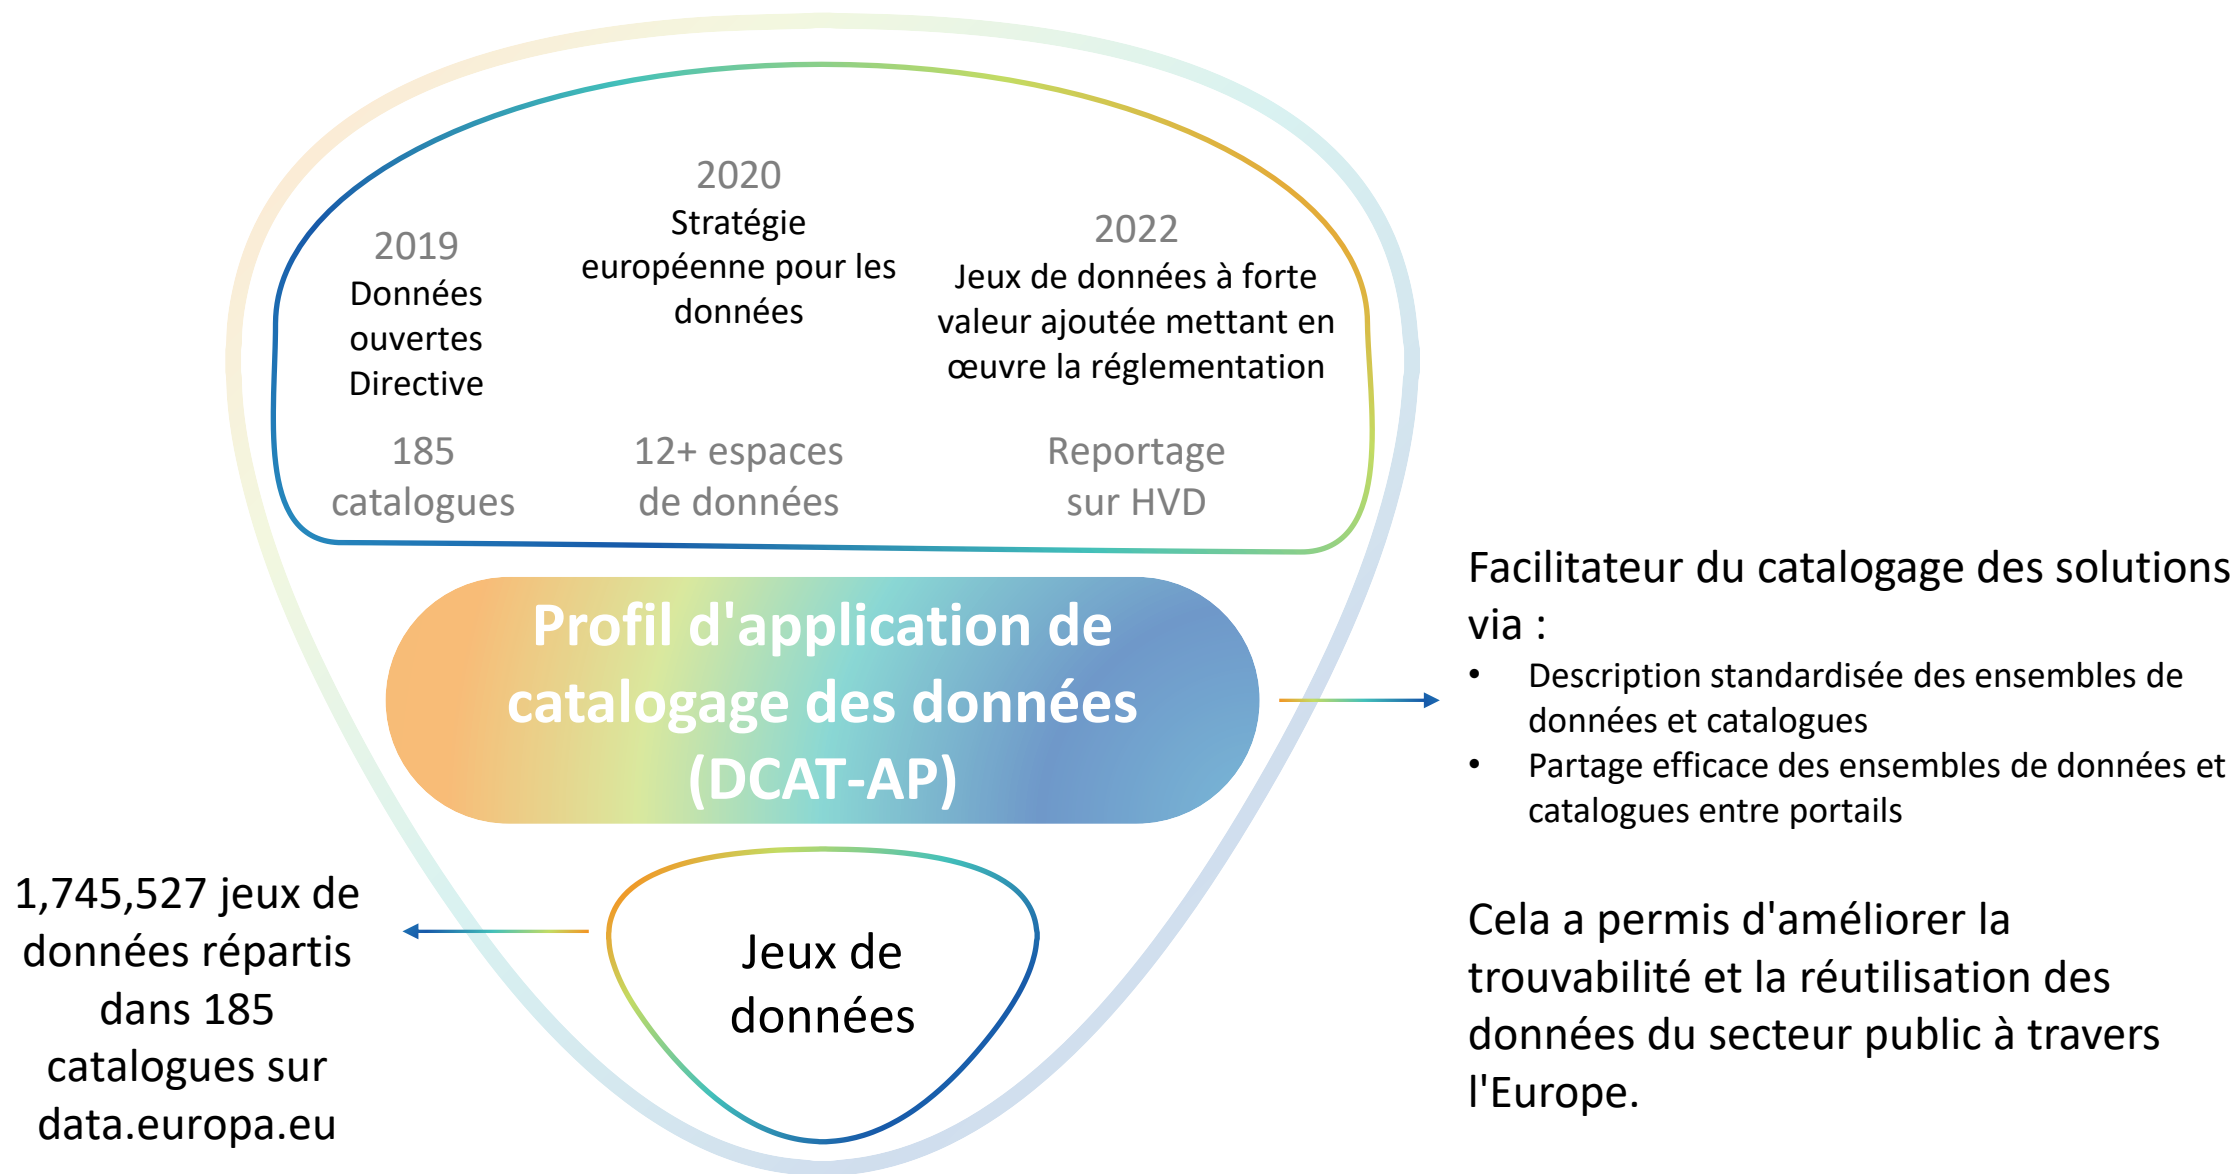 2019
Données
ouvertes
Directive
185
catalogues
2020
Stratégie
européenne pour les
données
12+ espaces
de données
2022
Jeux de données à forte
valeur ajoutée mettant en
œuvre la réglementation
Reportage
sur HVD
Profil d'application de
catalogage des données
(DCAT-AP)
Facilitateur du catalogage des solutions
via :
• Description standardisée des ensembles de
données et catalogues
• Partage efficace des ensembles de données et
catalogues entre portails
Cela a permis d'améliorer la
trouvabilité et la réutilisation des
données du secteur public à travers
l'Europe.
1,745,527 jeux de
données répartis
dans 185
catalogues sur
data.europa.eu
Jeux de
données